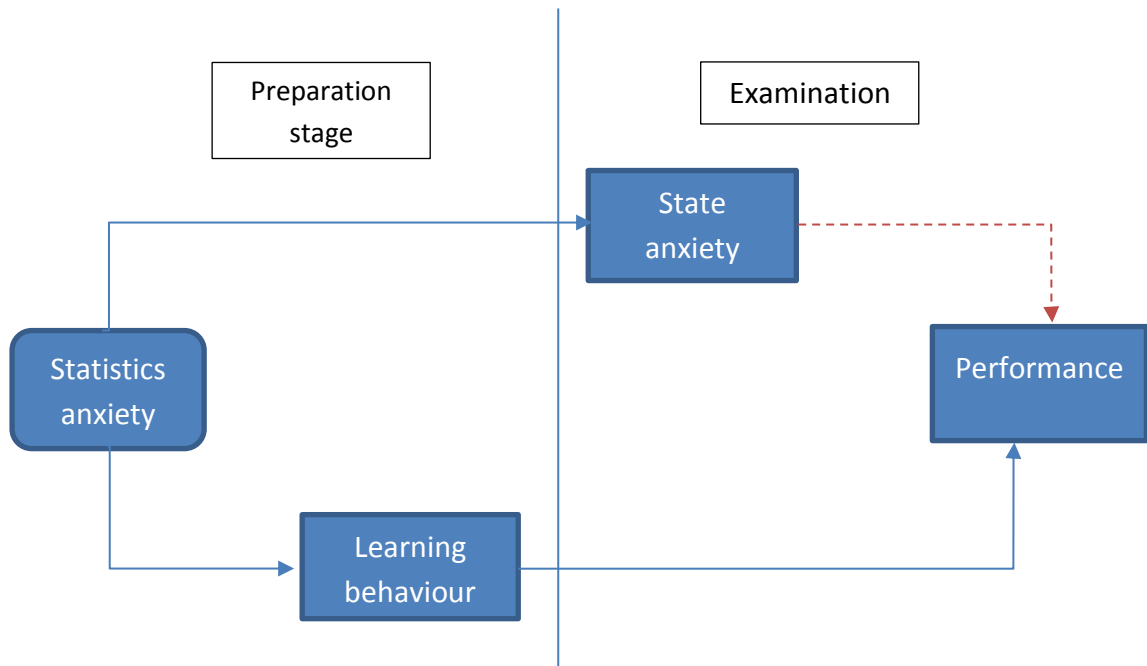 Preparation
stage
Examination
State
anxiety
Statistics
anxiety
Performance
Learning
behaviour